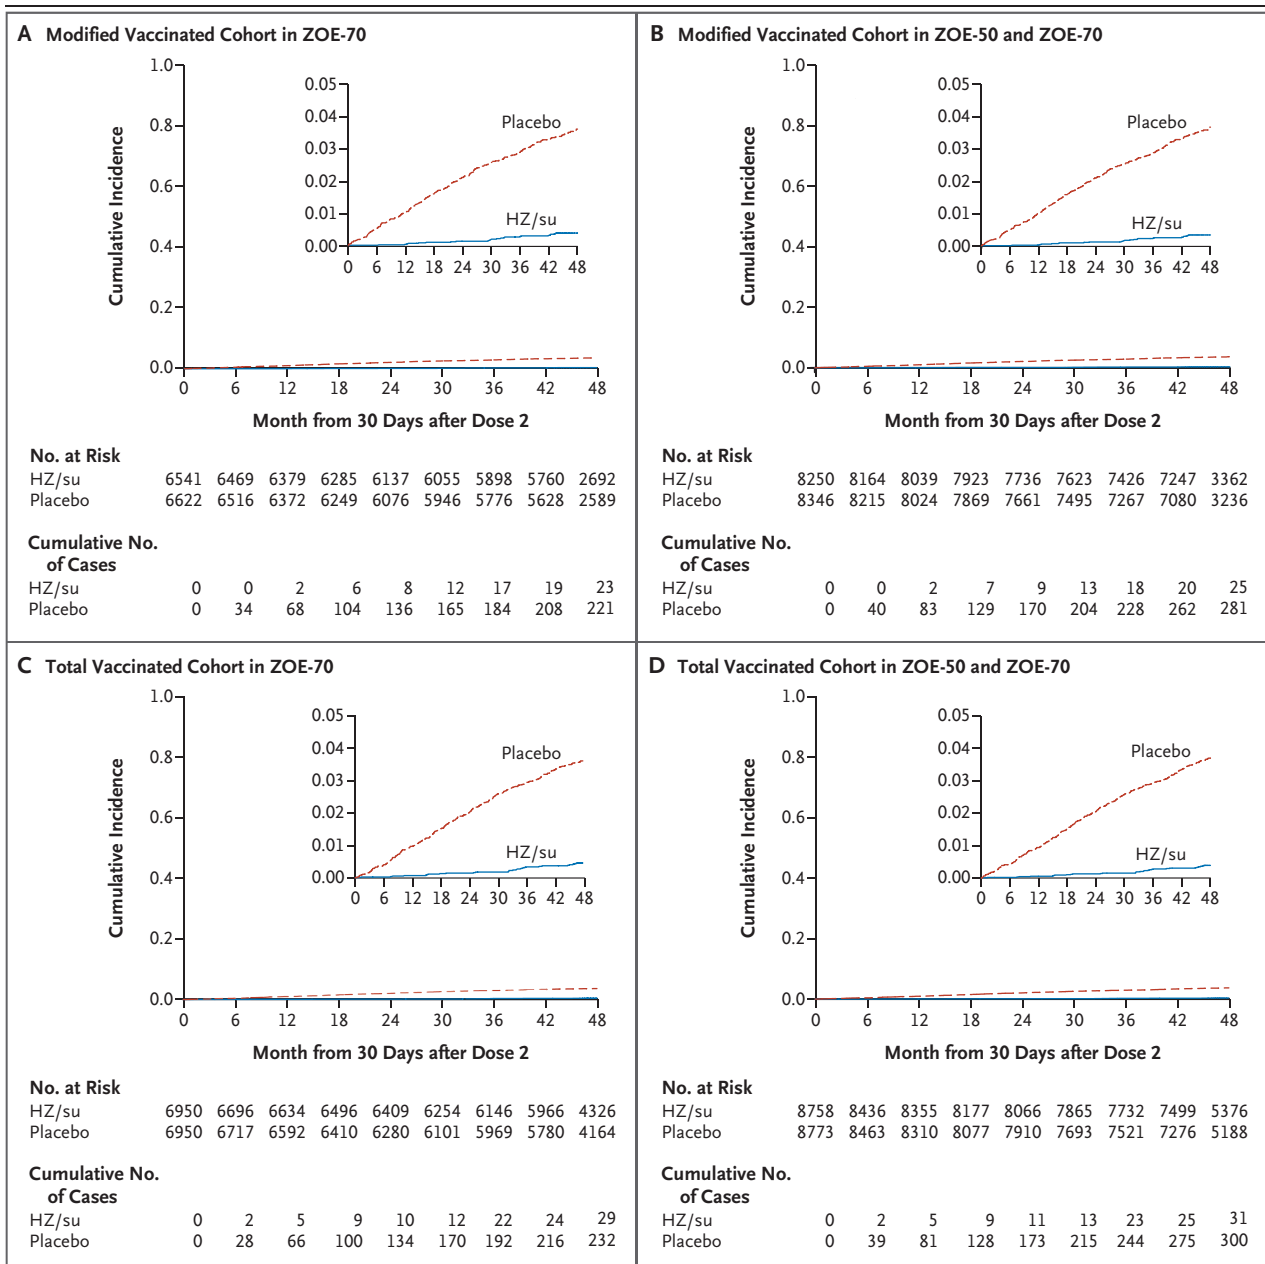 A Modified Vaccinated Cohort in ZOE-70
1.0
0.8
0.6
0.4
0.2
0.0
Cumulative Incidence
0.05
0.04
0.03
0.02
0.01
0.00
Placebo
HZ/su
0 6 12 18 24 30 36 42 48
0 6 12 18 24 30 36 42 48
Month from 30 Days after Dose 2
No. at Risk
HZ/su 6541 6469 6379 6285 6137 6055 5898 5760 2692
Placebo 6622 6516 6372 6249 6076 5946 5776 5628 2589
Cumulative No.
of Cases
HZ/su 0 0 2 6 8 12 17 19 23
Placebo 0 34 68 104 136 165 184 208 221
B Modified Vaccinated Cohort in ZOE-50 and ZOE-70
1.0
0.8
0.6
0.4
0.2
0.0
Cumulative Incidence
0.05
0.04
0.03
0.02
0.01
0.00
Placebo
HZ/su
0 6 12 18 24 30 36 42 48
0 6 12 18 24 30 36 42 48
Month from 30 Days after Dose 2
No. at Risk
HZ/su 8250 8164 8039 7923 7736 7623 7426 7247 3362
Placebo 8346 8215 8024 7869 7661 7495 7267 7080 3236
Cumulative No.
of Cases
HZ/su 0 0 2 7 9 13 18 20 25
Placebo 0 40 83 129 170 204 228 262 281
C Total Vaccinated Cohort in ZOE-70
1.0
0.8
0.6
0.4
0.2
0.0
Cumulative Incidence
0.05
0.04
0.03
0.02
0.01
0.00
Placebo
HZ/su
0 6 12 18 24 30 36 42 48
0 6 12 18 24 30 36 42 48
Month from 30 Days after Dose 2
No. at Risk
HZ/su 6950 6696 6634 6496 6409 6254 6146 5966 4326
Placebo 6950 6717 6592 6410 6280 6101 5969 5780 4164
Cumulative No.
of Cases
HZ/su 0 2 5 9 10 12 22 24 29
Placebo 0 28 66 100 134 170 192 216 232
D Total Vaccinated Cohort in ZOE-50 and ZOE-70
1.0
0.8
0.6
0.4
0.2
0.0
Cumulative Incidence
0.05
0.04
0.03
0.02
0.01
0.00
Placebo
HZ/su
0 6 12 18 24 30 36 42 48
0 6 12 18 24 30 36 42 48
Month from 30 Days after Dose 2
No. at Risk
HZ/su 8758 8436 8355 8177 8066 7865 7732 7499 5376
Placebo 8773 8463 8310 8077 7910 7693 7521 7276 5188
Cumulative No.
of Cases
HZ/su 0 2 5 9 11 13 23 25 31
Placebo 0 39 81 128 173 215 244 275 300